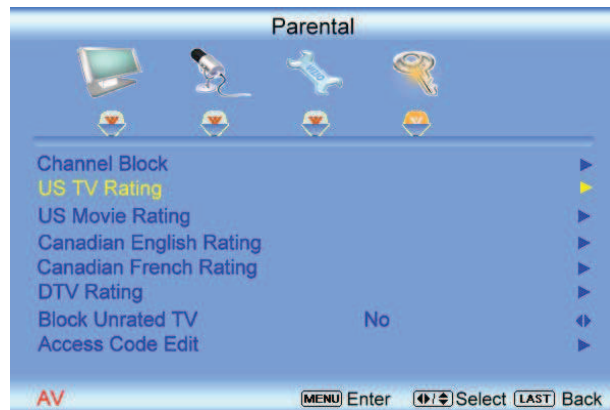 Parental
Channel Block
US TV Rating
US Movie Rating
Canadian English Rating
Canadian French Rating
DTV Rating
Block Unrated TV No
Access Code Edit
AV MENU Enter Select LAST Back